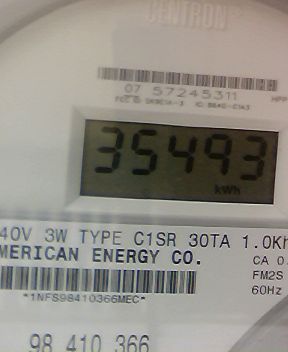 CENTRON
07 57245311
35493
kWh
40V 3W TYPE C1SR 30TA 1.0Kh
MERICAN ENERGY CO.
CA 0.
FM2S
*1NFS98410366MEC*
60Hz
98 410 366